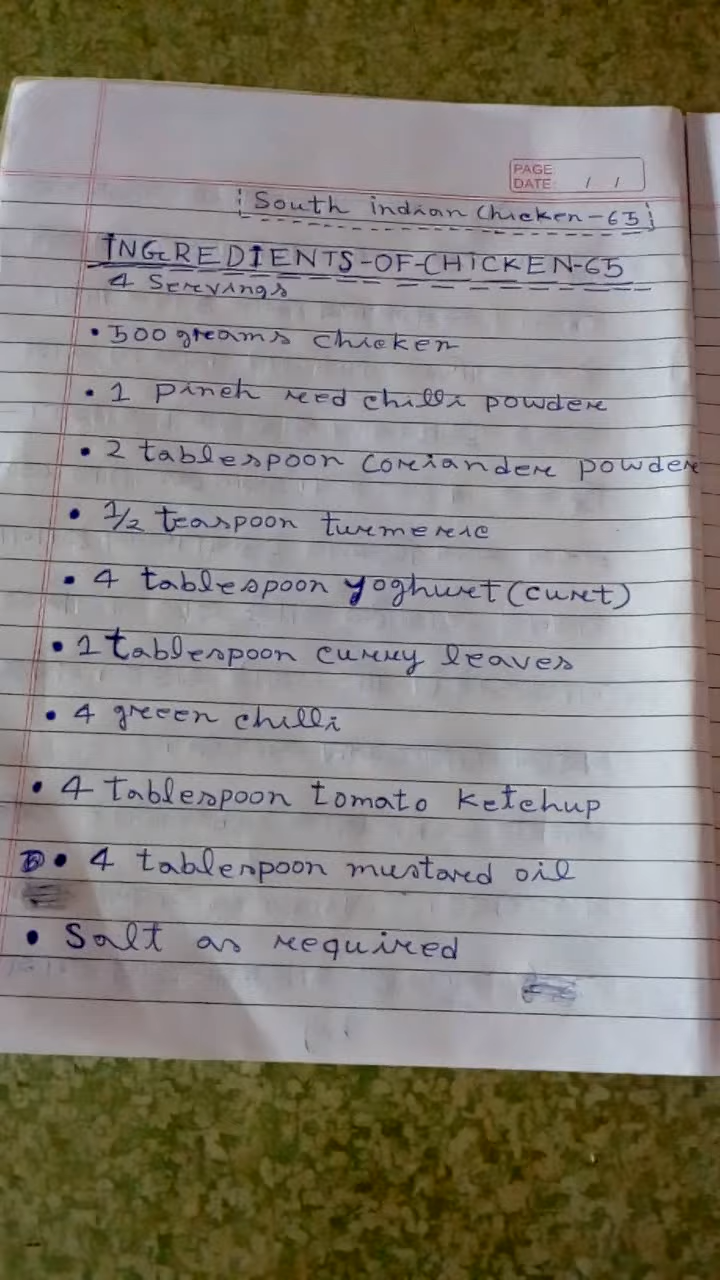 PAGE:
DATE: / /
South indian Chicken-65
INGREDIENTS-OF-CHICKEN-65
4 Servings
• 500 grams chicken
• 1 Pinch red chilli powder
• 2 tablespoon coriander powder
• 1/2 teaspoon turmeric
• 4 tablespoon yoghurt (curt)
• 1 tablespoon curry leaves
• 4 green chilli
• 4 tablespoon tomato ketchup
• 4 tablespoon mustard oil
• Salt as required